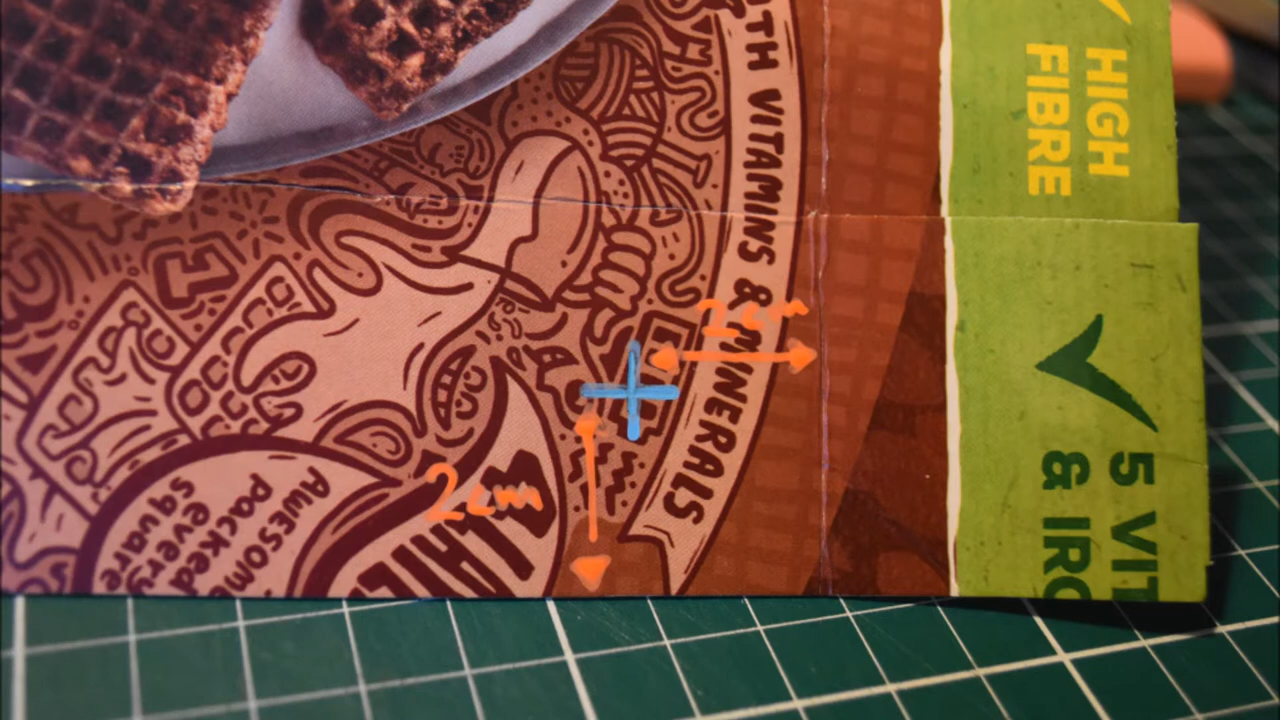 TH VITAMINS & MINERALS
HIGH
FIBRE
2cm
2cm
AWESOME
packed
every
square
5 VIT
& IRO